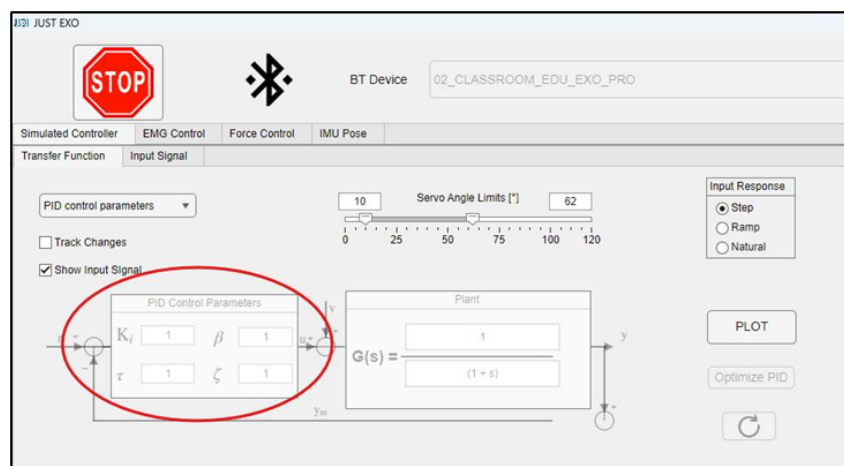 JUST EXO
STOP
BT Device
02_CLASSROOM_EDU_EXO_PRO
Simulated Controller
EMG Control
Force Control
IMU Pose
Transfer Function
Input Signal
PID control parameters
10
Servo Angle Limits [°]
62
0 25 50 75 100 120
Input Response
Step
Ramp
Natural
Track Changes
Show Input Signal
PID Control Parameters
Kᵢ 1 β 1
τ 1 ζ 1
u
v
Plant
G(s) =
1
(1 + s)
y
yₘ
PLOT
Optimize PID